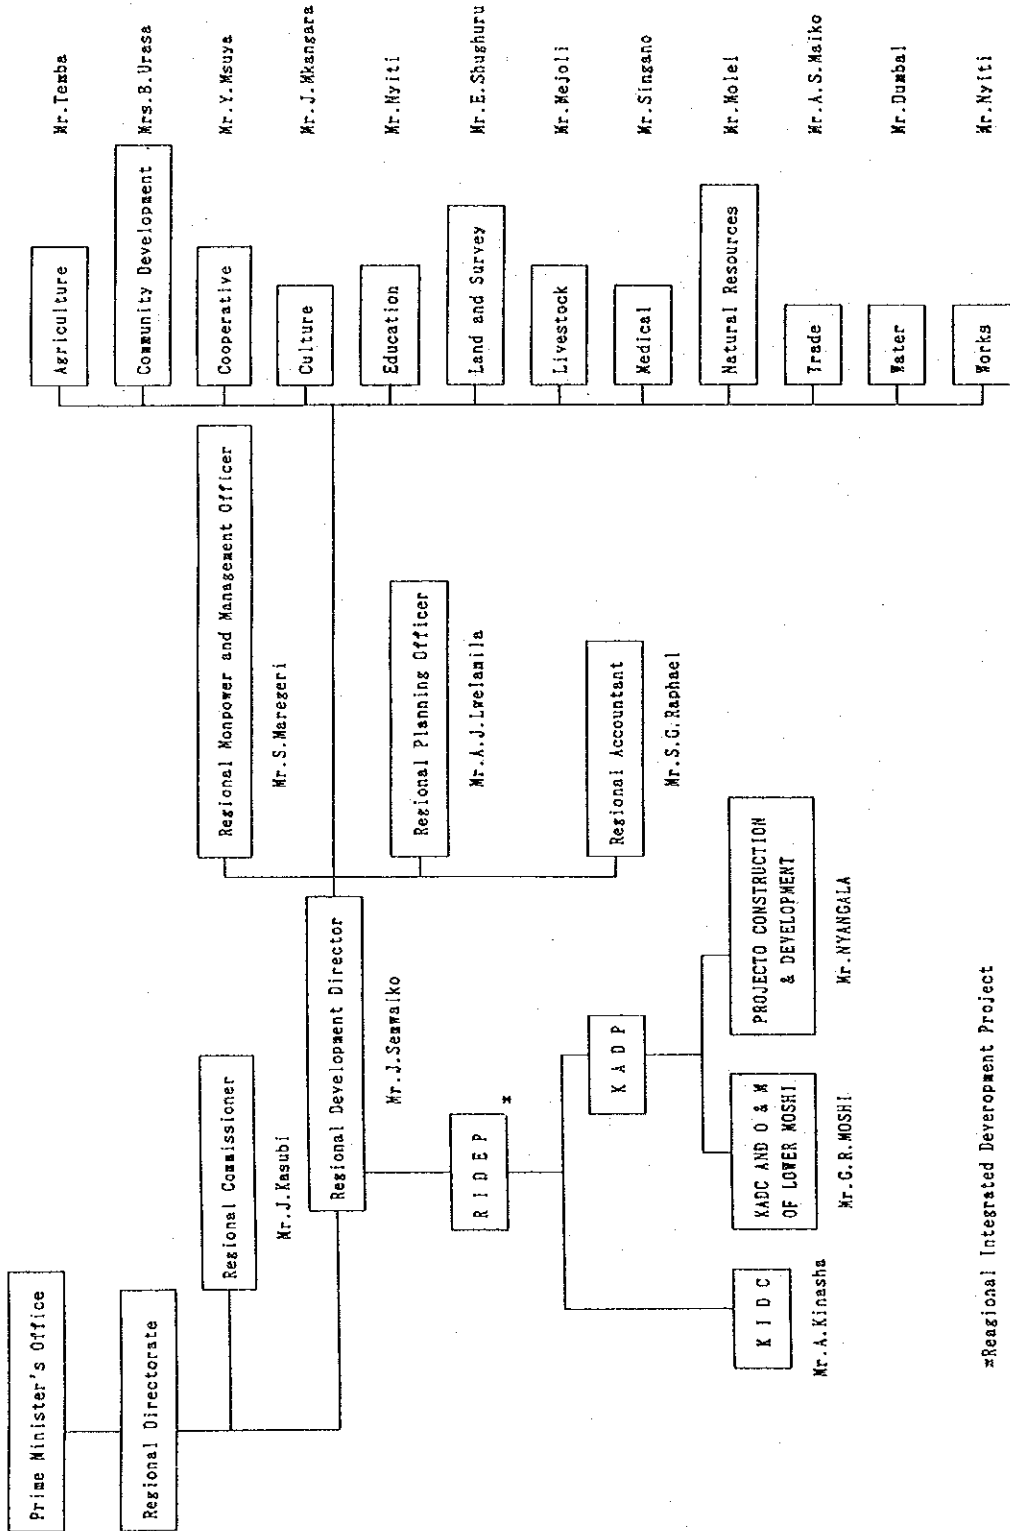 Prime Minister's Office
Regional Directorate
Regional Commissioner
Mr.J.Kasubi
Regional Development Director
Mr.J.Semwaiko
Regional Monpower and Management Officer
Mr.S.Maregeri
Regional Planning Officer
Mr.A.J.Lwelamila
Regional Accountant
Mr.S.G.Raphael
Agriculture
Mr.Temba
Community Development
Mrs.B.Urasa
Cooperative
Mr.Y.Msuya
Culture
Mr.J.Mkangara
Education
Mr.Nyiti
Land and Survey
Mr.E.Shughuru
Livestock
Mr.Mejoli
Medical
Mr.Singano
Natural Resources
Mr.Molel
Trade
Mr.A.S.Maiko
Water
Mr.Dumbal
Works
Mr.Nyiti
R I D E P
*
K A D P
K I D C
Mr.A.Kinasha
KADC AND O & M
OF LOWER MOSHI
Mr.G.R.MOSHI
PROJECTO CONSTRUCTION
& DEVELOPMENT
Mr.NYANGALA
*Reagional Integrated Deveropment Project